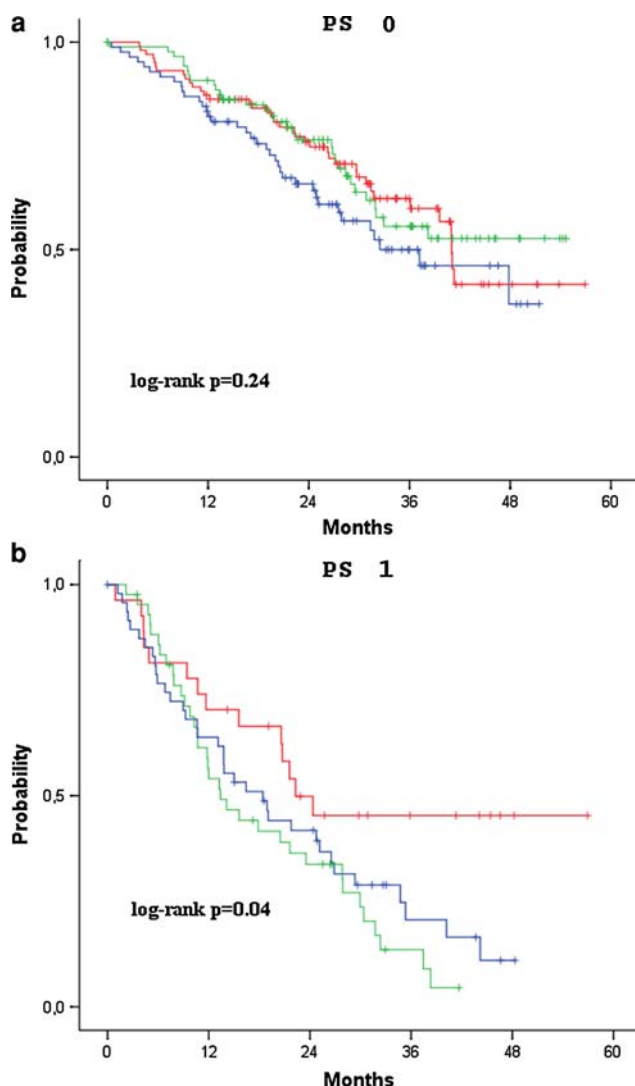 a
PS 0
1,0
0,5
0,0
Probability
log-rank p=0.24
0 12 24 36 48 60
Months
b
PS 1
1,0
0,5
0,0
Probability
log-rank p=0.04
0 12 24 36 48 60
Months